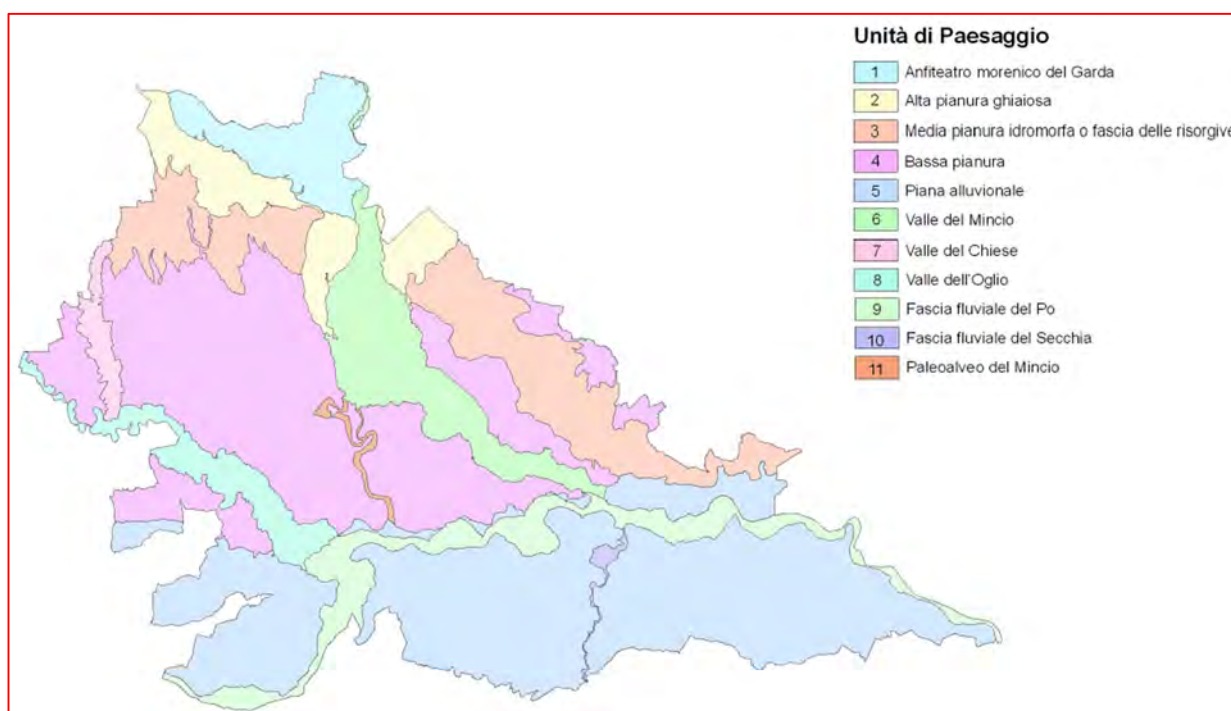 Unità di Paesaggio
1 Anfiteatro morenico del Garda
2 Alta pianura ghiaiosa
3 Media pianura idromorfa o fascia delle risorgive
4 Bassa pianura
5 Piana alluvionale
6 Valle del Mincio
7 Valle del Chiese
8 Valle dell'Oglio
9 Fascia fluviale del Po
10 Fascia fluviale del Secchia
11 Paleoalveo del Mincio